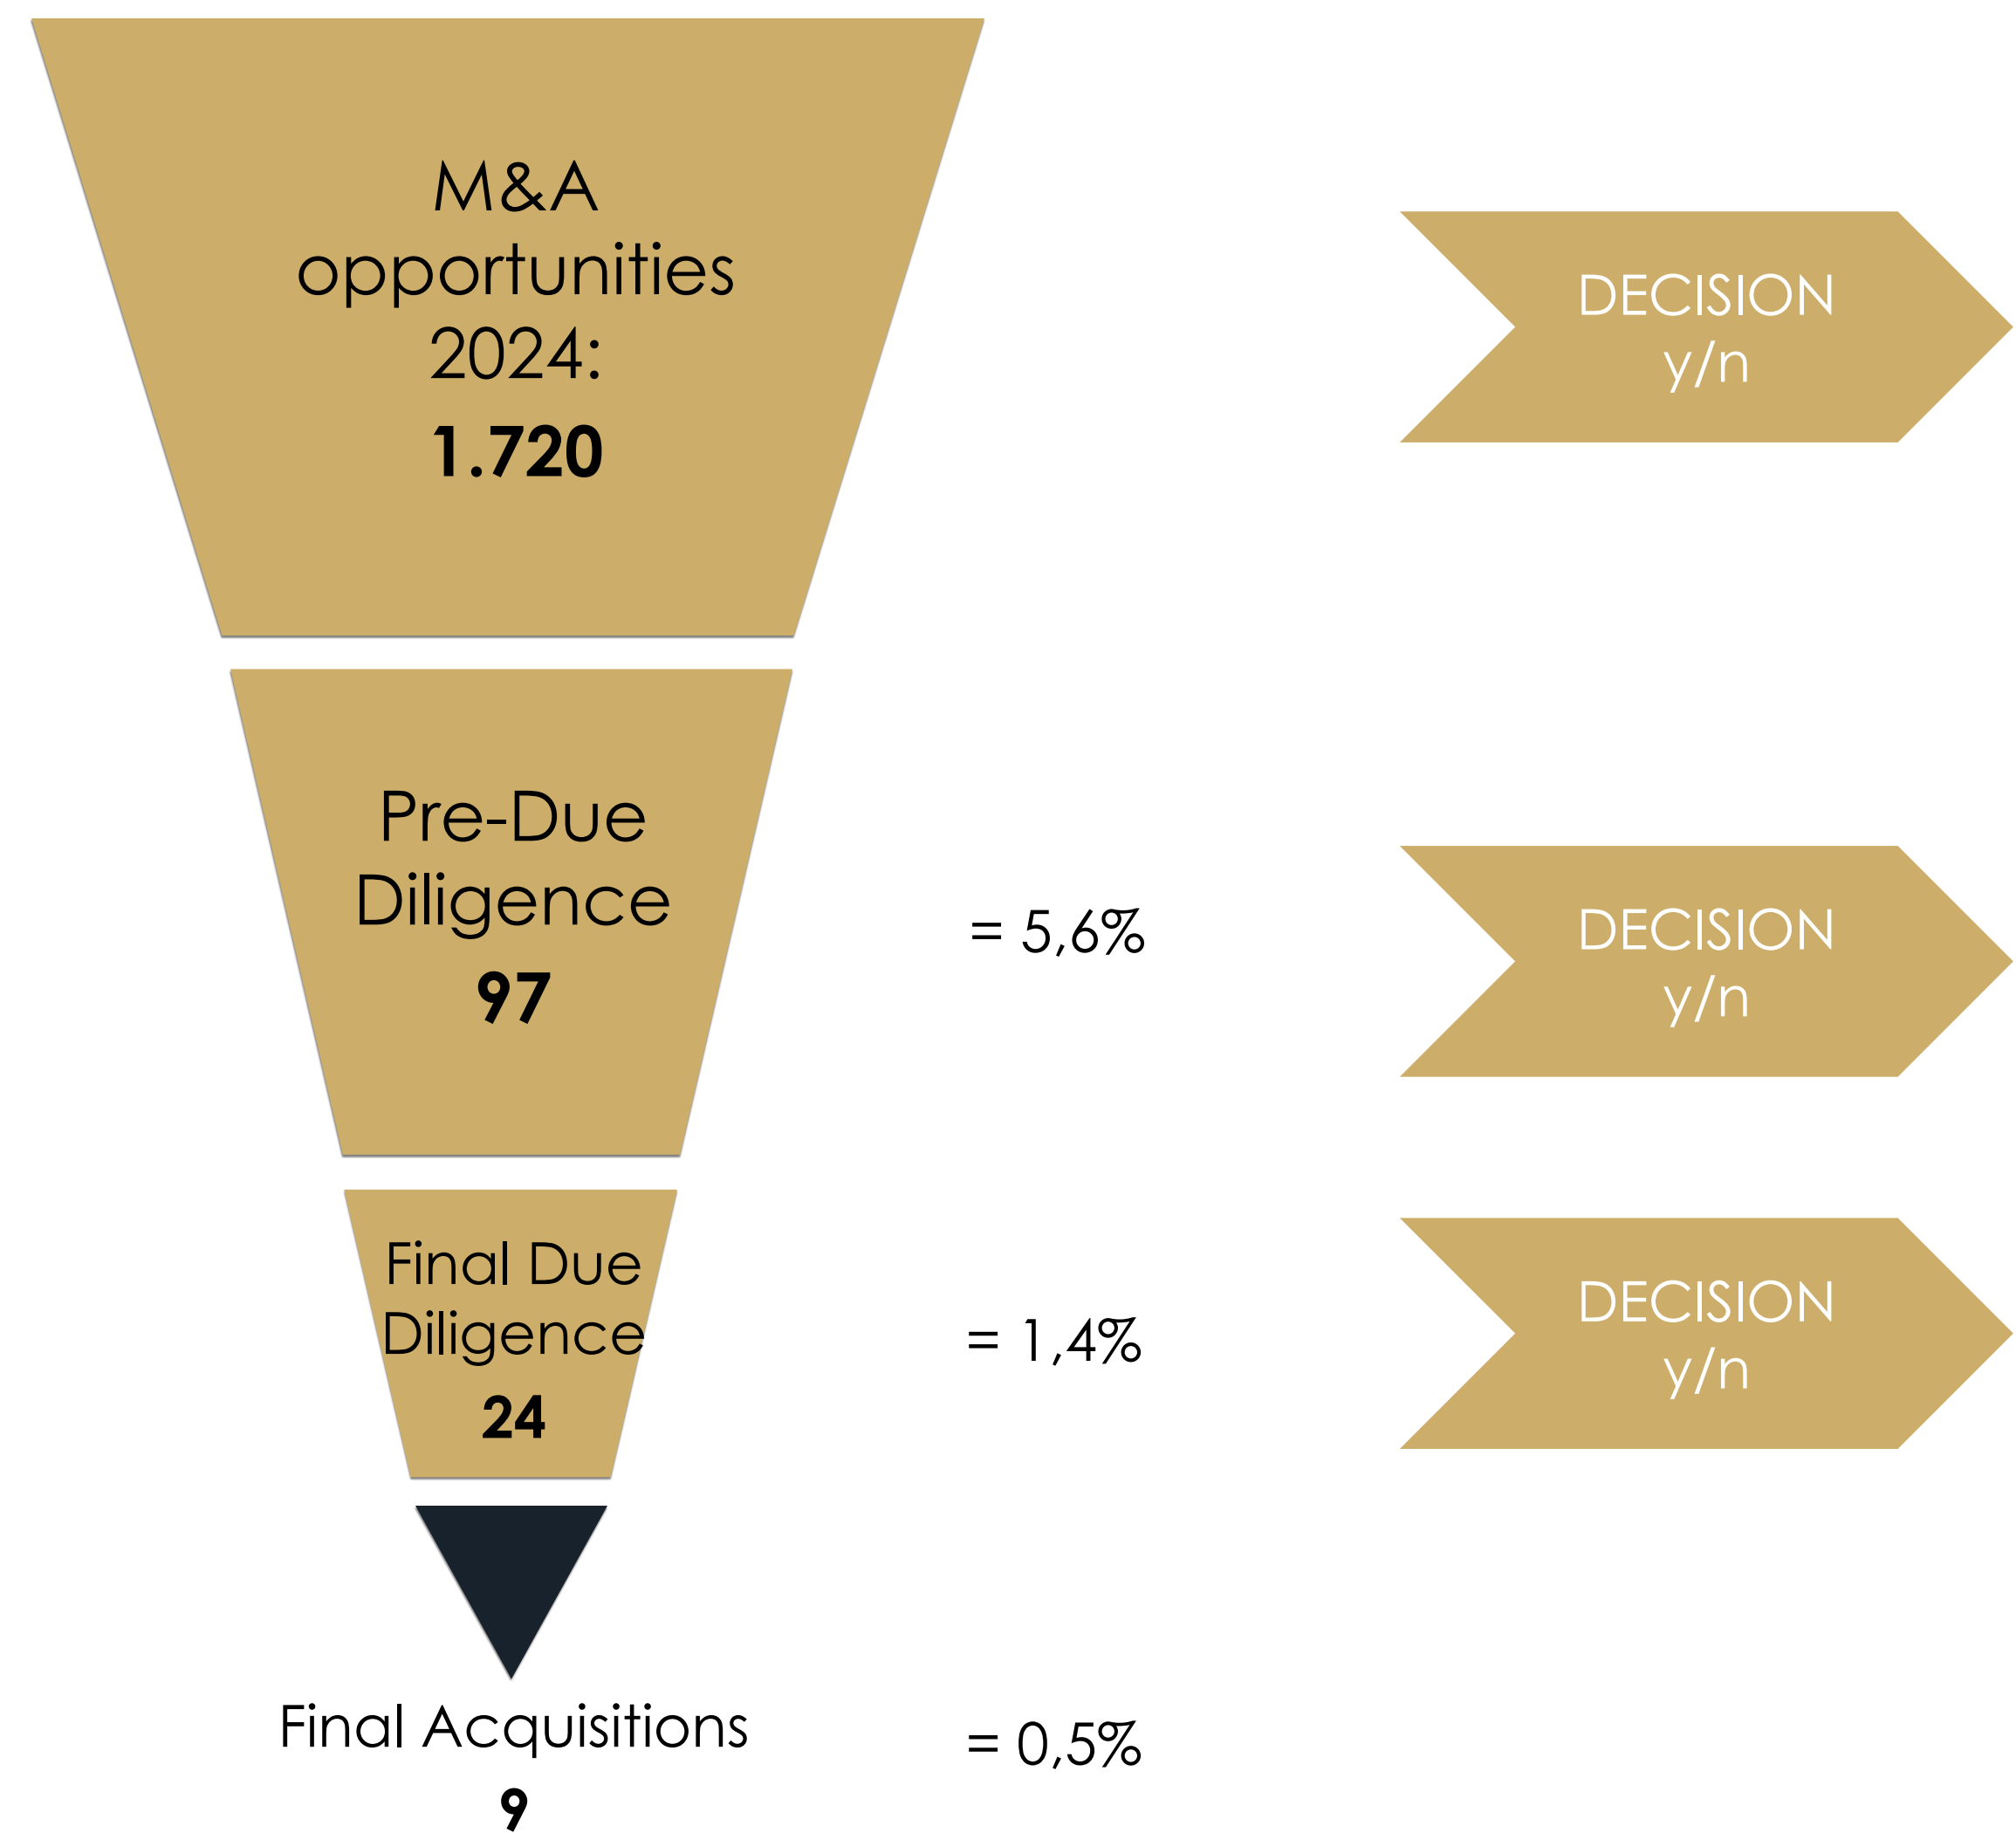 M&A
opportunities
2024:
1.720
DECISION
y/n
Pre-Due
Diligence
97
= 5,6%
DECISION
y/n
Final Due
Diligence
24
= 1,4%
DECISION
y/n
Final Acquisitions
9
= 0,5%